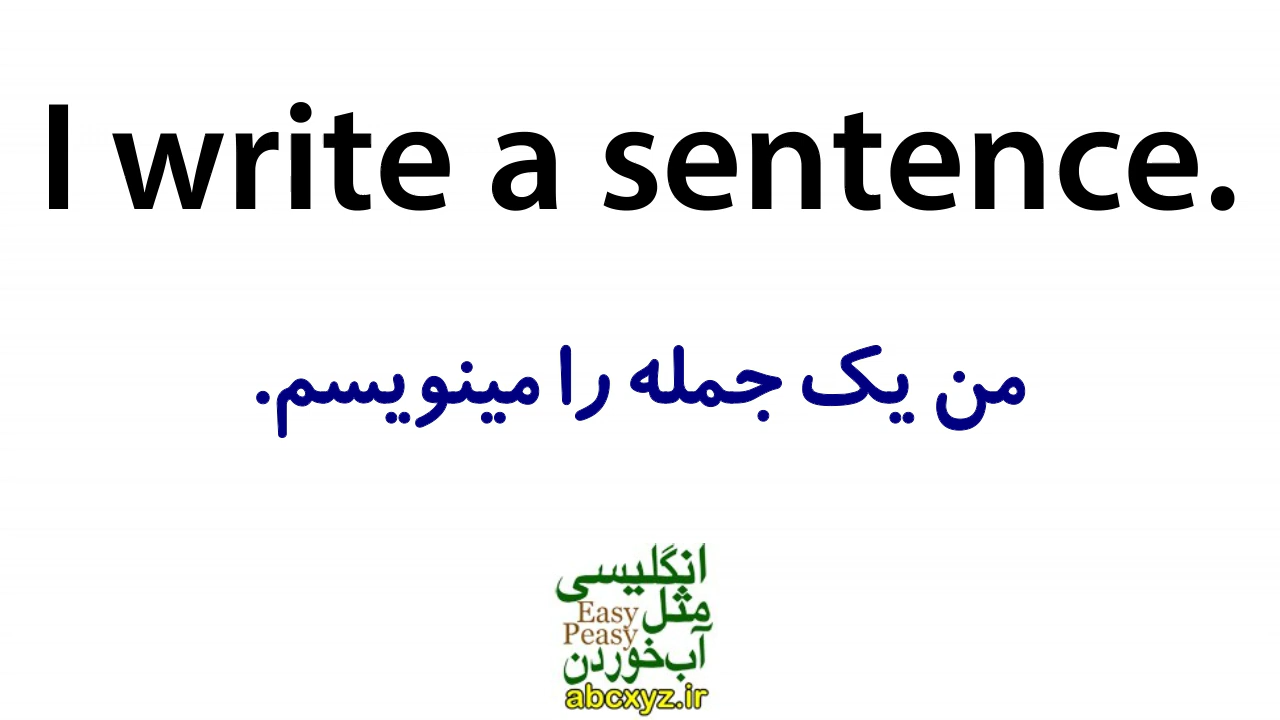 I write a sentence.
من یک جمله را مینویسم.
انگلیسی
مثل Easy
Peasy
آب‌خوردن
abcxyz.ir